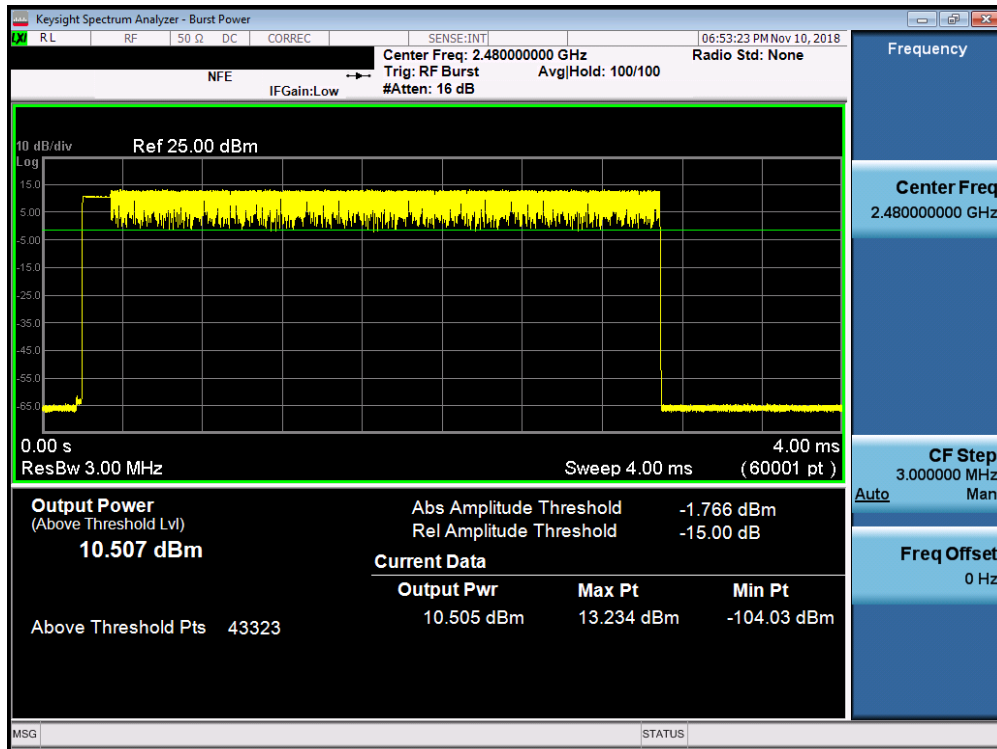 Keysight Spectrum Analyzer - Burst Power
LXI RL RF 50 Ω DC CORREC SENSE:INT 06:53:23 PM Nov 10, 2018
Center Freq: 2.480000000 GHz Radio Std: None
NFE Trig: RF Burst Avg|Hold: 100/100
IFGain:Low #Atten: 16 dB
10 dB/div Ref 25.00 dBm
Log
15.0
5.00
-5.00
-15.0
-25.0
-35.0
-45.0
-55.0
-65.0
0.00 s 4.00 ms
ResBw 3.00 MHz Sweep 4.00 ms (60001 pt)
Output Power
(Above Threshold Lvl)
10.507 dBm
Above Threshold Pts 43323
Abs Amplitude Threshold -1.766 dBm
Rel Amplitude Threshold -15.00 dB
Current Data
Output Pwr Max Pt Min Pt
10.505 dBm 13.234 dBm -104.03 dBm
Frequency
Center Freq
2.480000000 GHz
CF Step
3.000000 MHz
Auto Man
Freq Offset
0 Hz
MSG STATUS